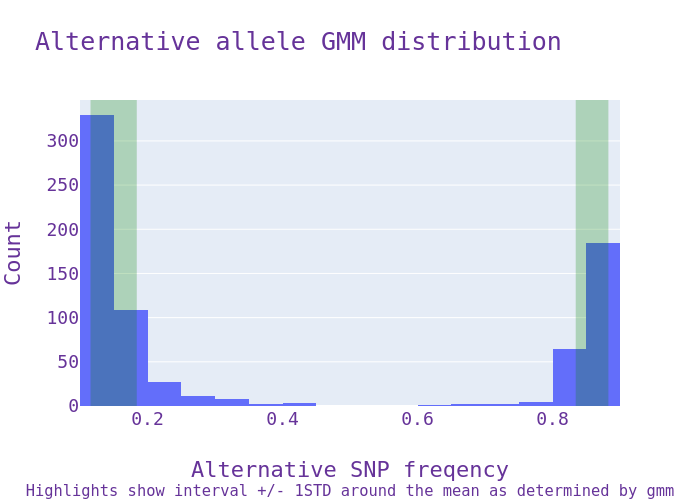 Alternative allele GMM distribution
300
250
200
150
100
50
0
Count
0.2
0.4
0.6
0.8
Alternative SNP freqency
Highlights show interval +/- 1STD around the mean as determined by gmm